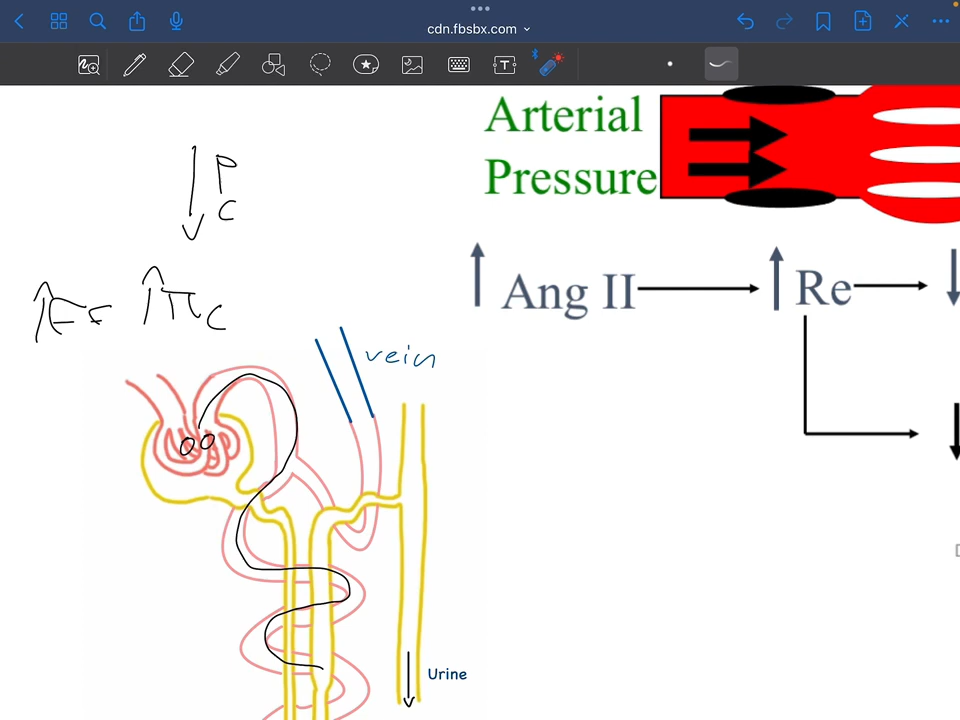 cdn.fbsbx.com
T
Arterial
Pressure
↓ P
C
↑FF ↑πc
↑ Ang II → ↑ Re → ↓
vein
Urine